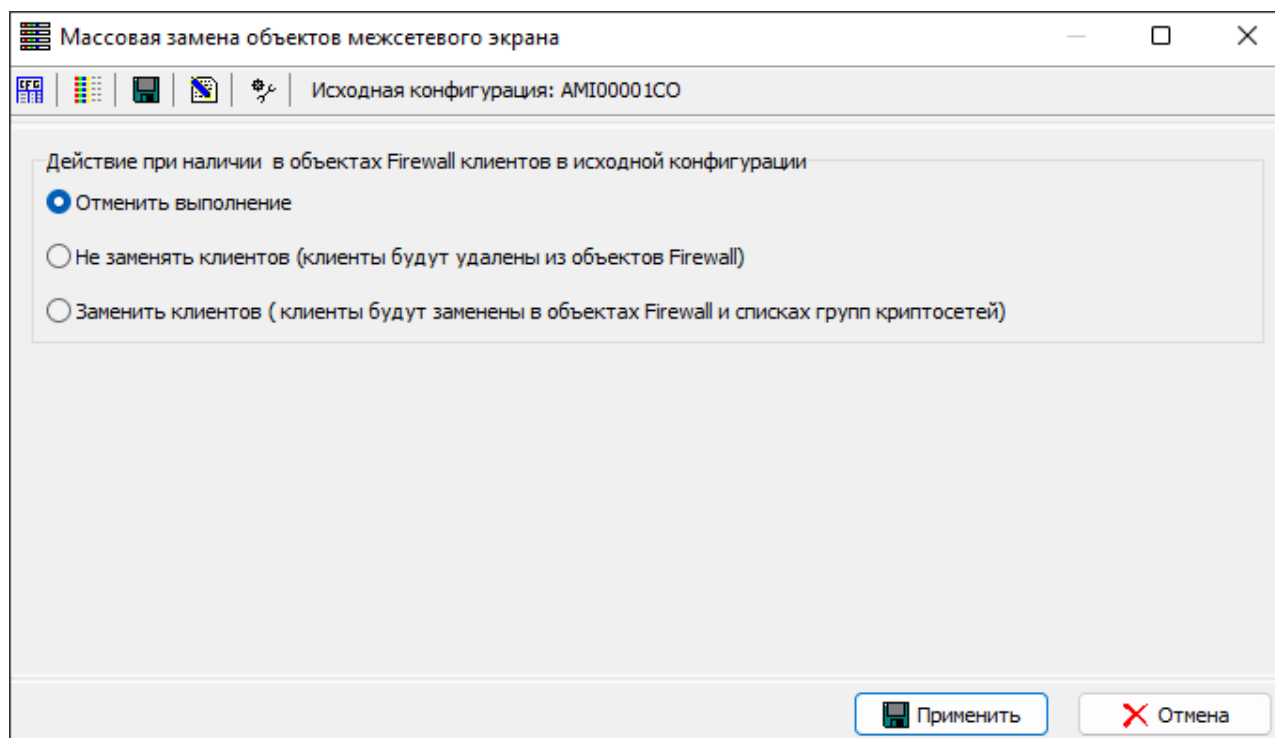 Массовая замена объектов межсетевого экрана
CFG
Исходная конфигурация: AMI00001CO
Действие при наличии в объектах Firewall клиентов в исходной конфигурации
Отменить выполнение
Не заменять клиентов (клиенты будут удалены из объектов Firewall)
Заменить клиентов ( клиенты будут заменены в объектах Firewall и списках групп криптосетей)
Применить
Отмена